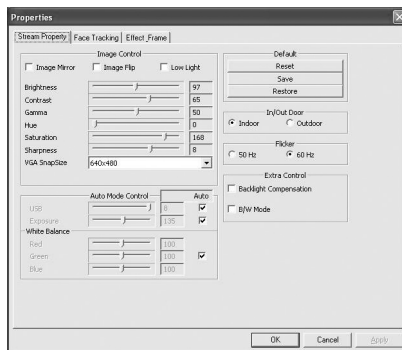 Properties
Stream Property
Face Tracking
Effect_Frame
Image Control
Image Mirror
Image Flip
Low Light
Brightness 97
Contrast 65
Gamma 50
Hue 0
Saturation 168
Sharpness 8
VGA SnapSize 640x480
Auto Mode Control
Auto
USB 8
Exposure 135
White Balance
Red 100
Green 100
Blue 100
Default
Reset
Save
Restore
In/Out Door
Indoor
Outdoor
Flicker
50 Hz
60 Hz
Extra Control
Backlight Compensation
B/W Mode
OK
Cancel
Apply